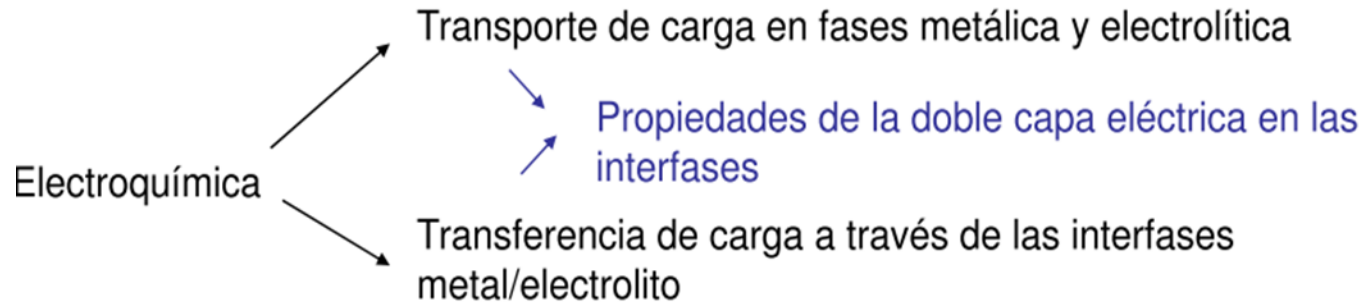 Transporte de carga en fases metálica y electrolítica
Propiedades de la doble capa eléctrica en las
interfases
Electroquímica
Transferencia de carga a través de las interfases
metal/electrolito